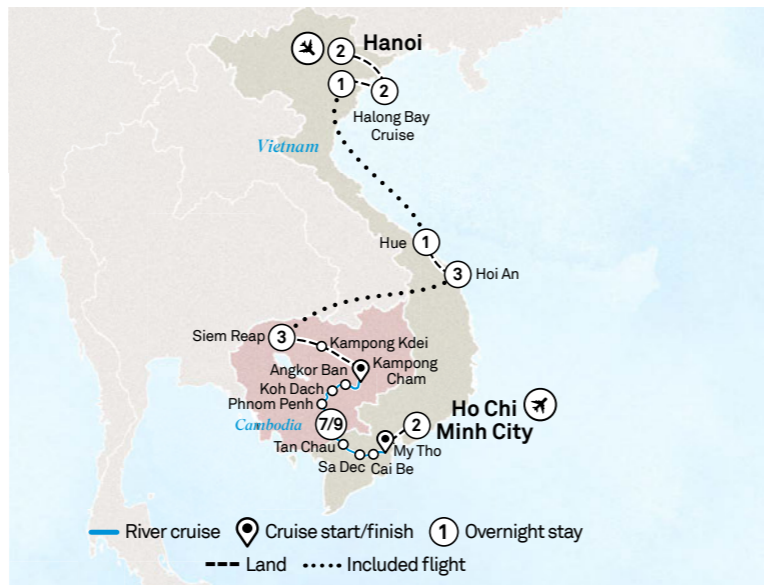 2
Hanoi
1
2
Halong Bay
Cruise
Vietnam
Hue
1
3
Hoi An
Siem Reap
3
Kampong Kdei
Angkor Ban
Kampong
Cham
Koh Dach
Phnom Penh
Cambodia
7/9
Ho Chi
Minh City
2
Tan Chau
My Tho
Sa Dec
Cai Be
River cruise
Cruise start/finish
1
Overnight stay
Land
Included flight